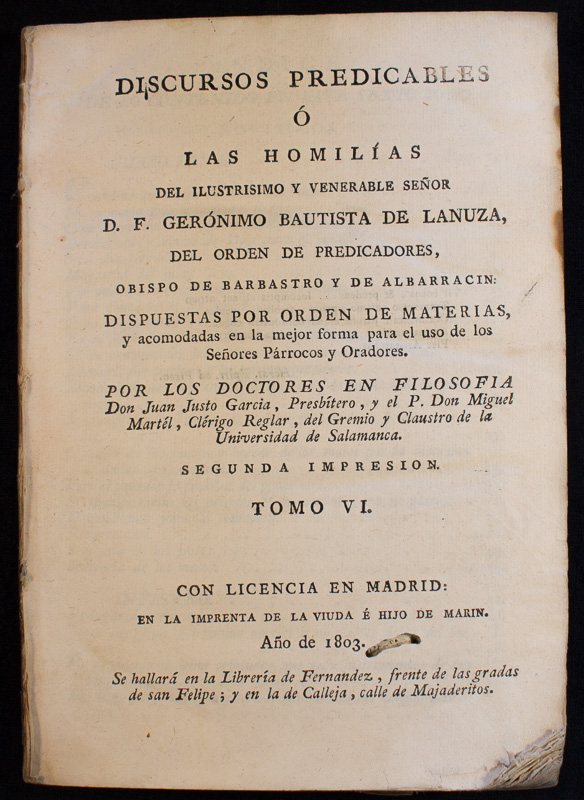 DISCURSOS PREDICABLES
Ó
LAS HOMILÍAS
DEL ILUSTRISIMO Y VENERABLE SEÑOR
D. F. GERÓNIMO BAUTISTA DE LANUZA,
DEL ORDEN DE PREDICADORES,
OBISPO DE BARBASTRO Y DE ALBARRACIN:
DISPUESTAS POR ORDEN DE MATERIAS,
y acomodadas en la mejor forma para el uso de los
Señores Párrocos y Oradores.
POR LOS DOCTORES EN FILOSOFIA
Don Juan Justo Garcia, Presbítero, y el P. Don Miguel
Martél, Clérigo Reglar, del Gremio y Claustro de la
Universidad de Salamanca.
SEGUNDA IMPRESION.
TOMO VI.
CON LICENCIA EN MADRID:
EN LA IMPRENTA DE LA VIUDA É HIJO DE MARIN.
Año de 1803.
Se hallará en la Librería de Fernandez, frente de las gradas
de san Felipe; y en la de Calleja, calle de Majaderitos.